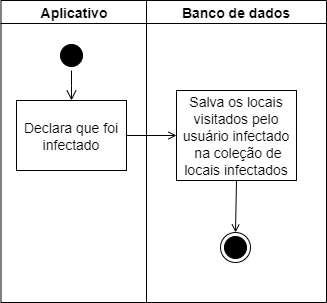 Aplicativo
Banco de dados
Declara que foi
infectado
Salva os locais
visitados pelo
usuário infectado
na coleção de
locais infectados